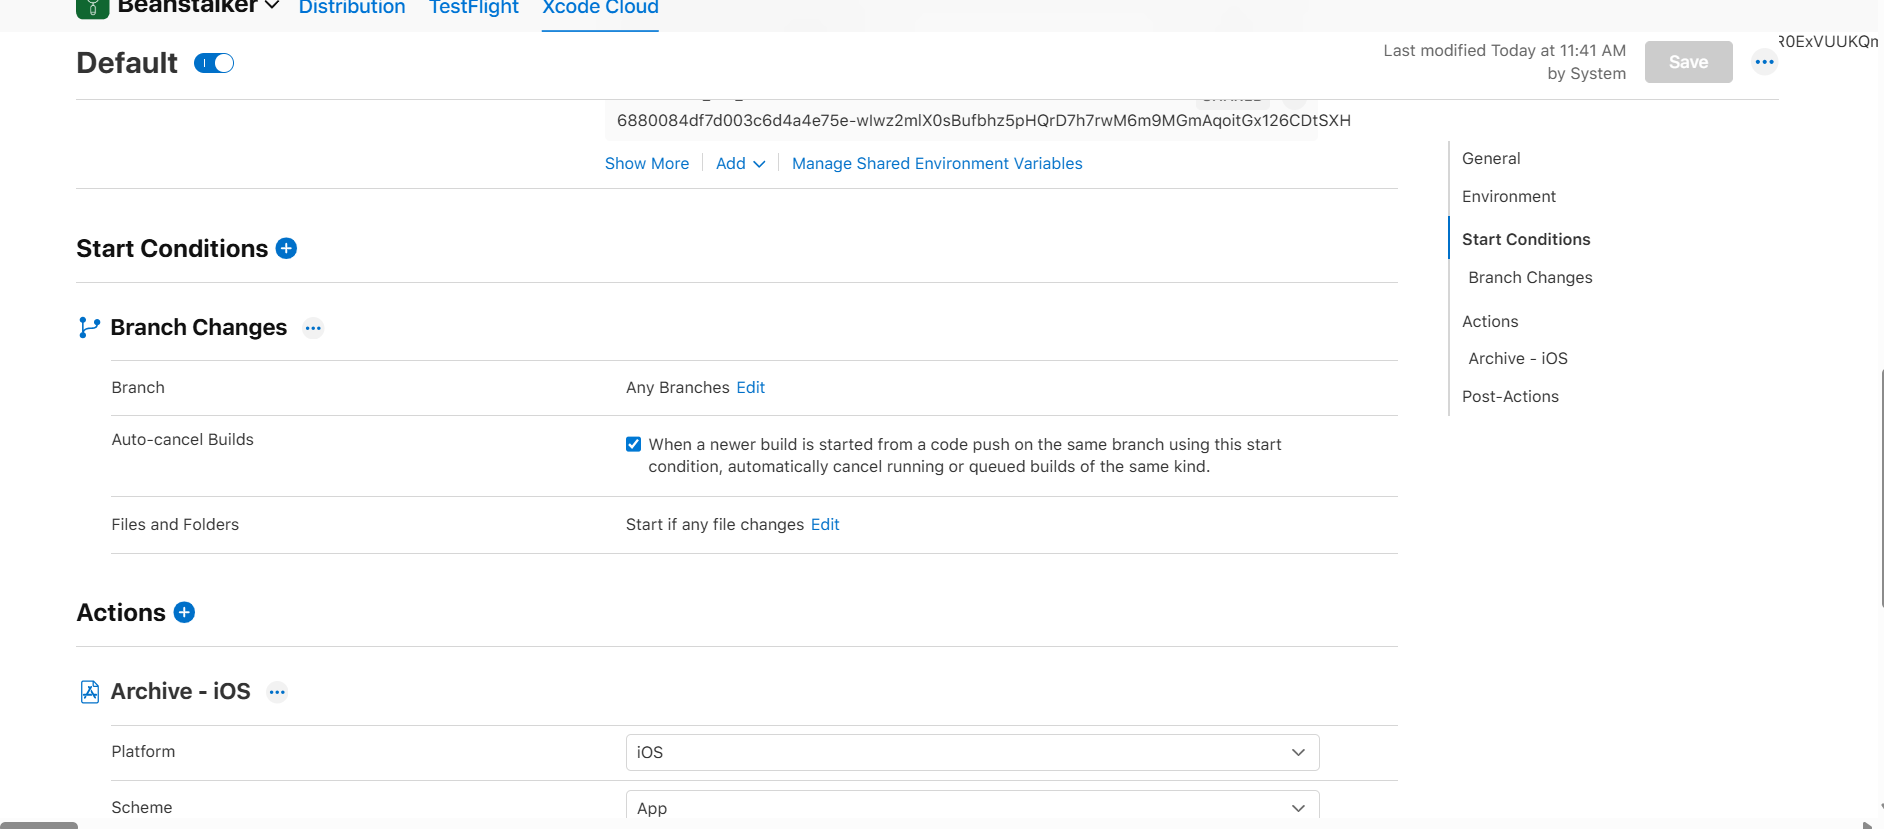 Beanstalker
Distribution
TestFlight
Xcode Cloud
Default
Last modified Today at 11:41 AM
by System
Save
R0ExVUUKQn
6880084df7d003c6d4a4e75e-wlwz2mlX0sBufbhz5pHQrD7h7rwM6m9MGmAqoitGx126CDtSXH
Show More
Add
Manage Shared Environment Variables
General
Environment
Start Conditions
Branch Changes
Actions
Archive - iOS
Post-Actions
Start Conditions
Branch Changes
Branch
Any Branches Edit
Auto-cancel Builds
When a newer build is started from a code push on the same branch using this start
condition, automatically cancel running or queued builds of the same kind.
Files and Folders
Start if any file changes Edit
Actions
Archive - iOS
Platform
iOS
Scheme
App